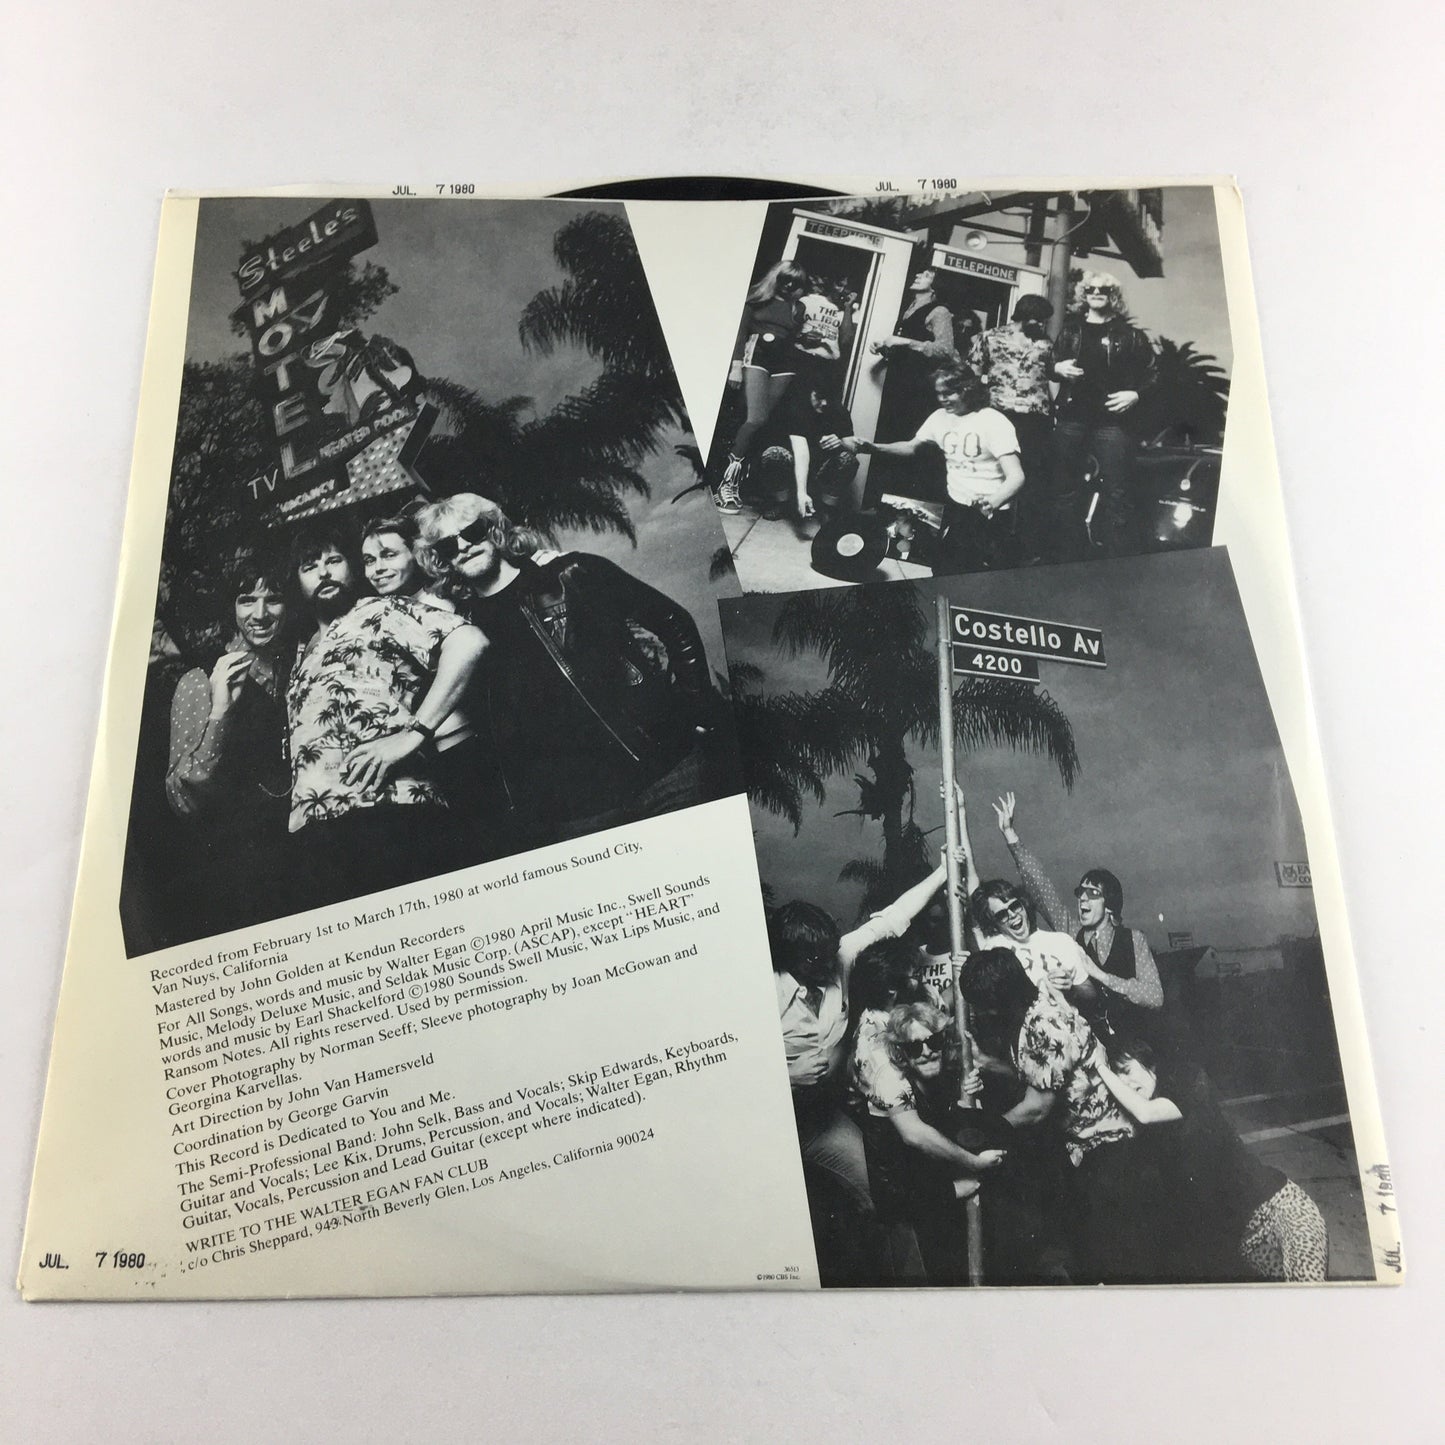 JUL. 7 1980
JUL. 7 1980
Steele's
MOTEL
HEATED POOL
TV
VACANCY
TELEPHONE
TELEPHONE
THE
GO
Costello Av
4200
THE
Recorded from February 1st to March 17th, 1980 at world famous Sound City,
Van Nuys, California
Mastered by John Golden at Kendun Recorders
For All Songs, words and music by Walter Egan ©1980 April Music Inc., Swell Sounds
Music, Melody Deluxe Music, and Seldak Music Corp. (ASCAP), except "HEART"
words and music by Earl Shackelford ©1980 Sounds Swell Music, Wax Lips Music, and
Ransom Notes. All rights reserved. Used by permission.
Cover Photography by Norman Seeff; Sleeve photography by Joan McGowan and
Georgina Karvellas.
Art Direction by John Van Hamersveld
Coordination by George Garvin
This Record is Dedicated to You and Me.
The Semi-Professional Band: John Selk, Bass and Vocals; Skip Edwards, Keyboards,
Guitar and Vocals; Lee Kix, Drums, Percussion, and Vocals; Walter Egan, Rhythm
Guitar, Vocals, Percussion and Lead Guitar (except where indicated).
WRITE TO THE WALTER EGAN FAN CLUB
c/o Chris Sheppard, 943 North Beverly Glen, Los Angeles, California 90024
36513
©1980 CBS Inc.
JUL. 7 1980
JUL. 7 1980